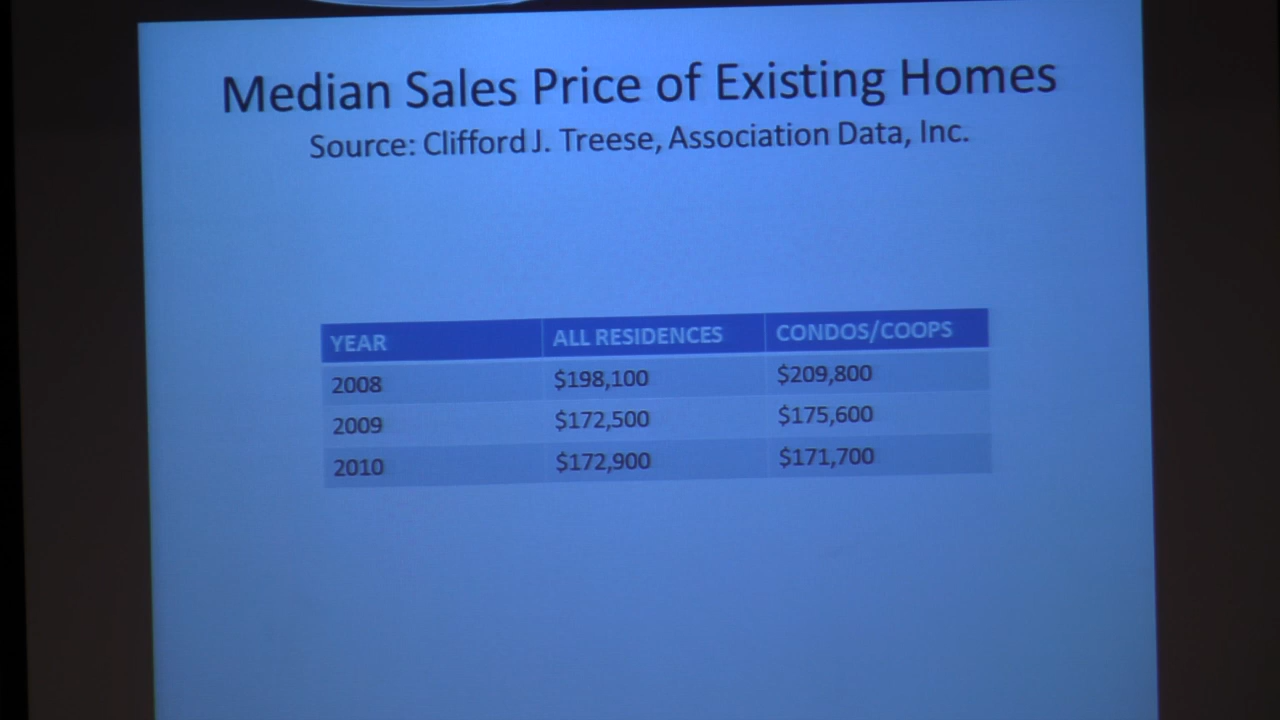 Median Sales Price of Existing Homes
Source: Clifford J. Treese, Association Data, Inc.
YEAR ALL RESIDENCES CONDOS/COOPS
2008 $198,100 $209,800
2009 $172,500 $175,600
2010 $172,900 $171,700